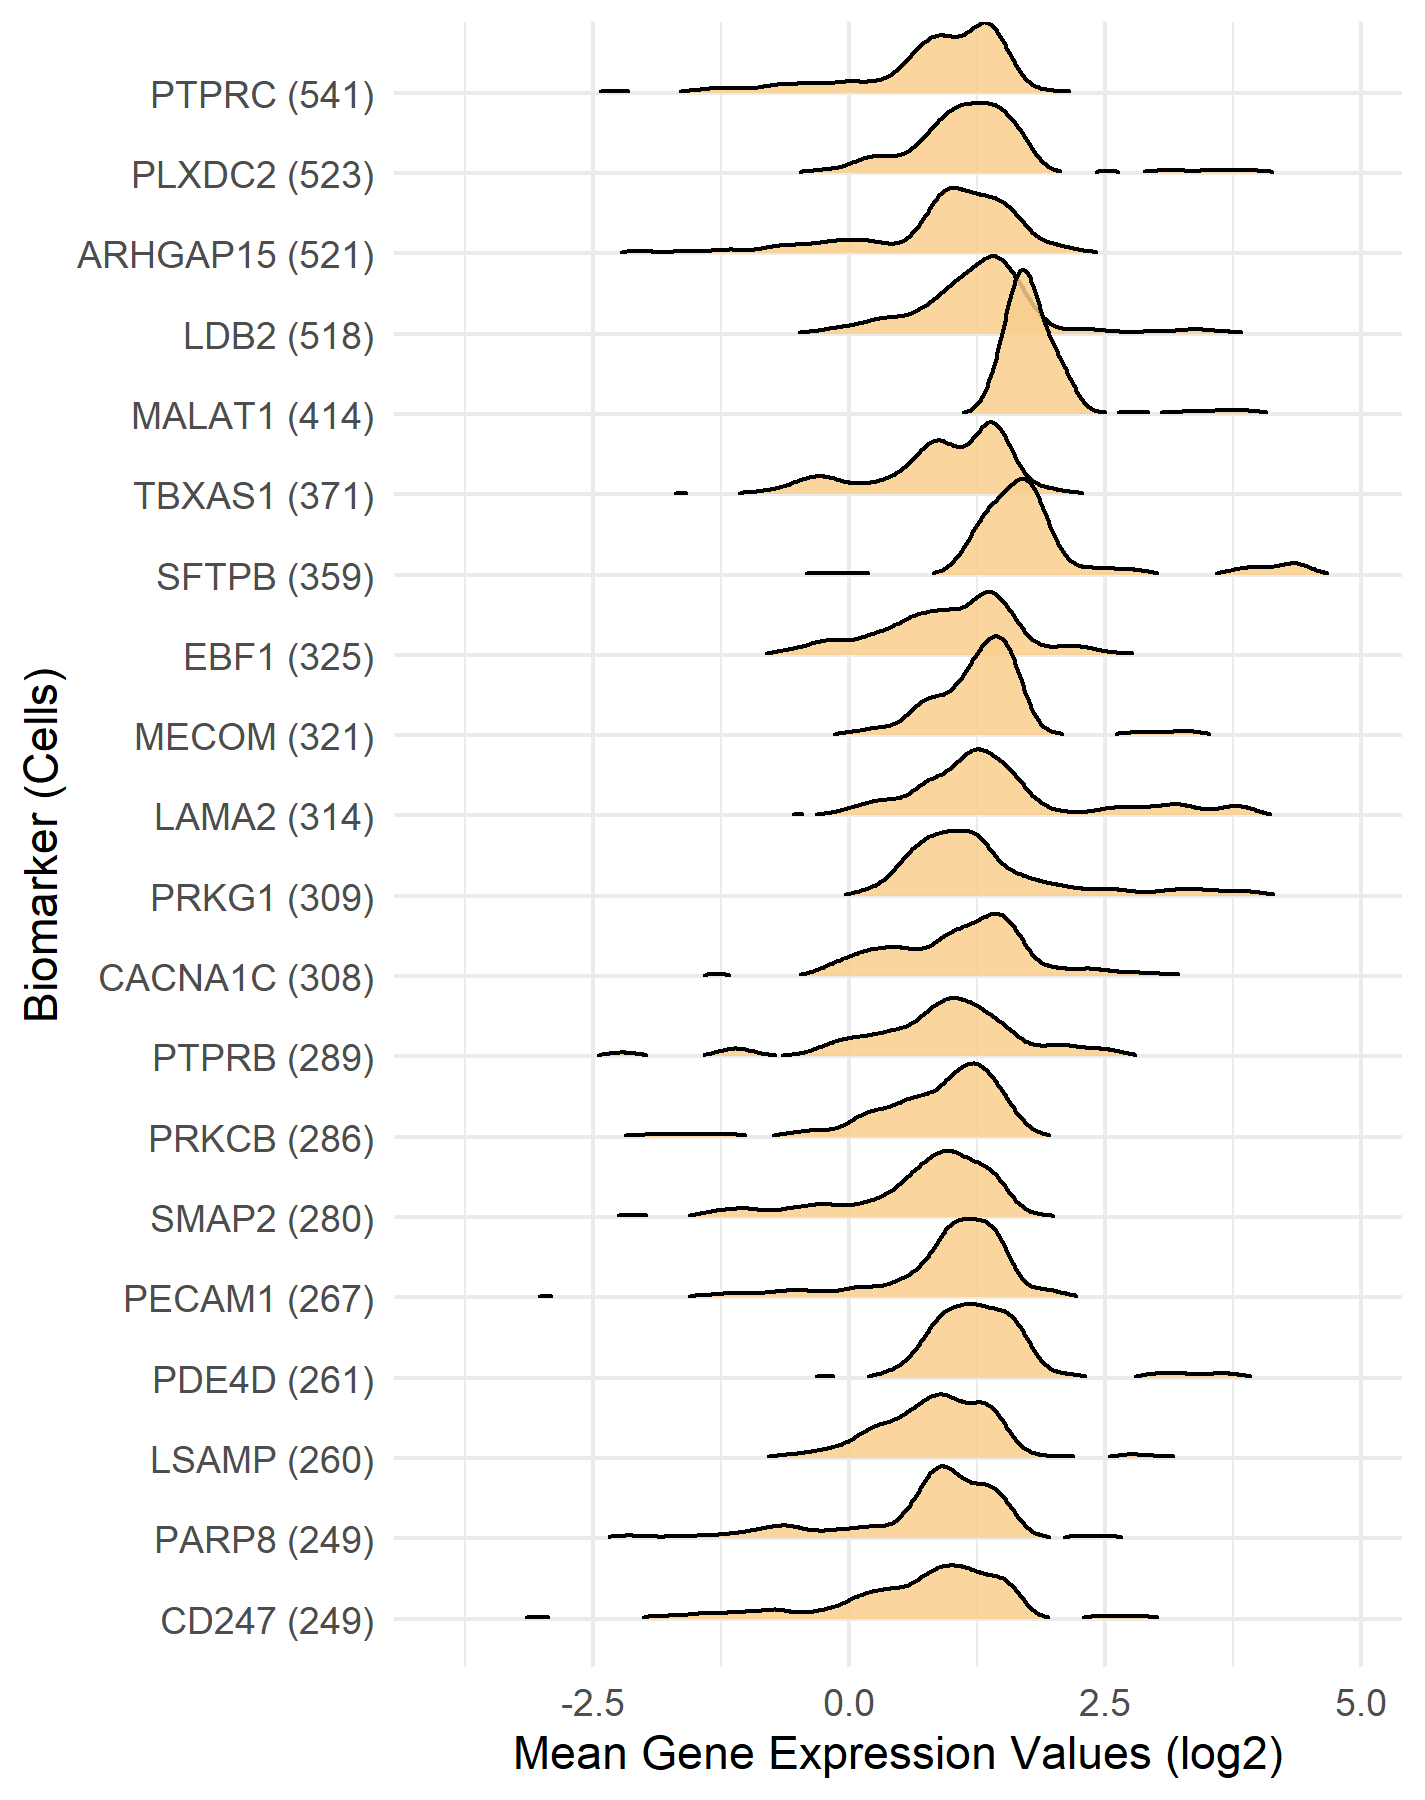 PTPRC (541)
PLXDC2 (523)
ARHGAP15 (521)
LDB2 (518)
MALAT1 (414)
TBXAS1 (371)
SFTPB (359)
EBF1 (325)
MECOM (321)
LAMA2 (314)
PRKG1 (309)
CACNA1C (308)
PTPRB (289)
PRKCB (286)
SMAP2 (280)
PECAM1 (267)
PDE4D (261)
LSAMP (260)
PARP8 (249)
CD247 (249)
Biomarker (Cells)
-2.5 0.0 2.5 5.0
Mean Gene Expression Values (log2)